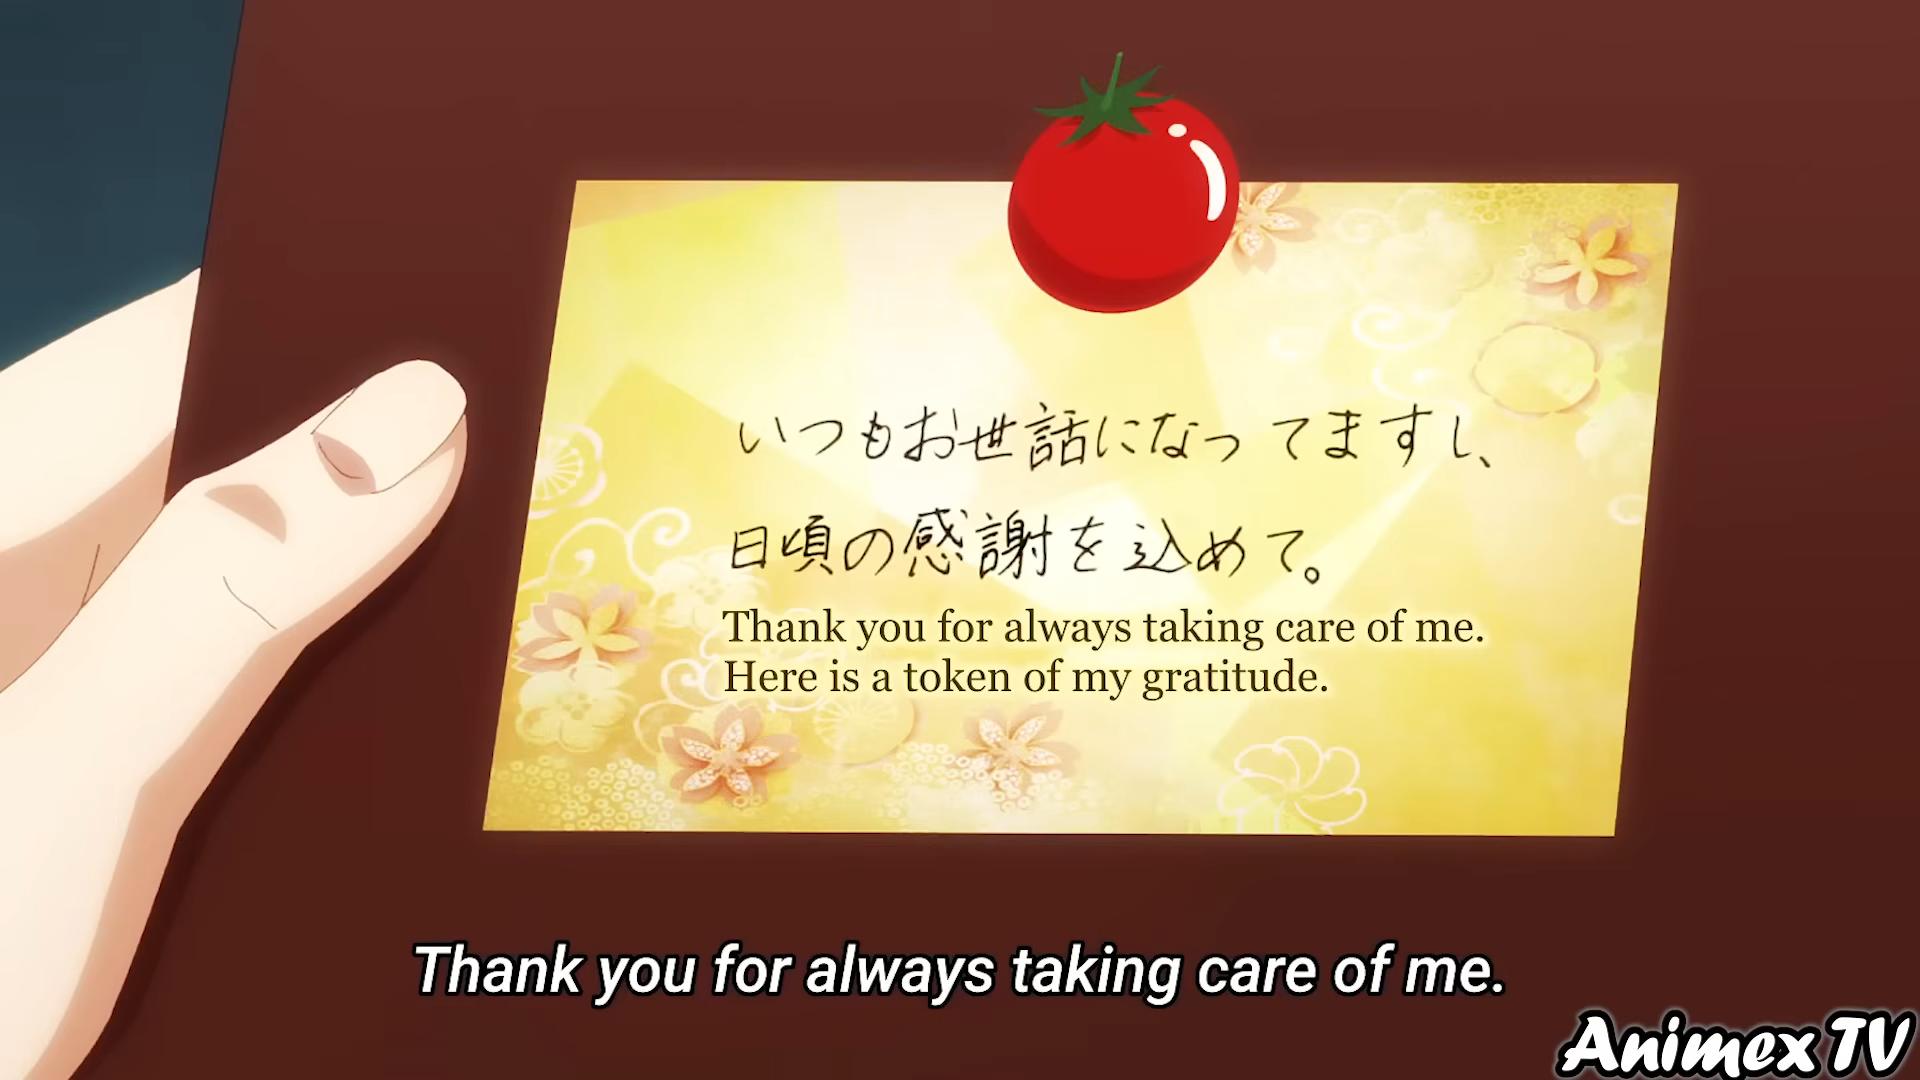 いつもお世話になってますし、
日頃の感謝を込めて。
Thank you for always taking care of me.
Here is a token of my gratitude.
Thank you for always taking care of me.
Animex TV